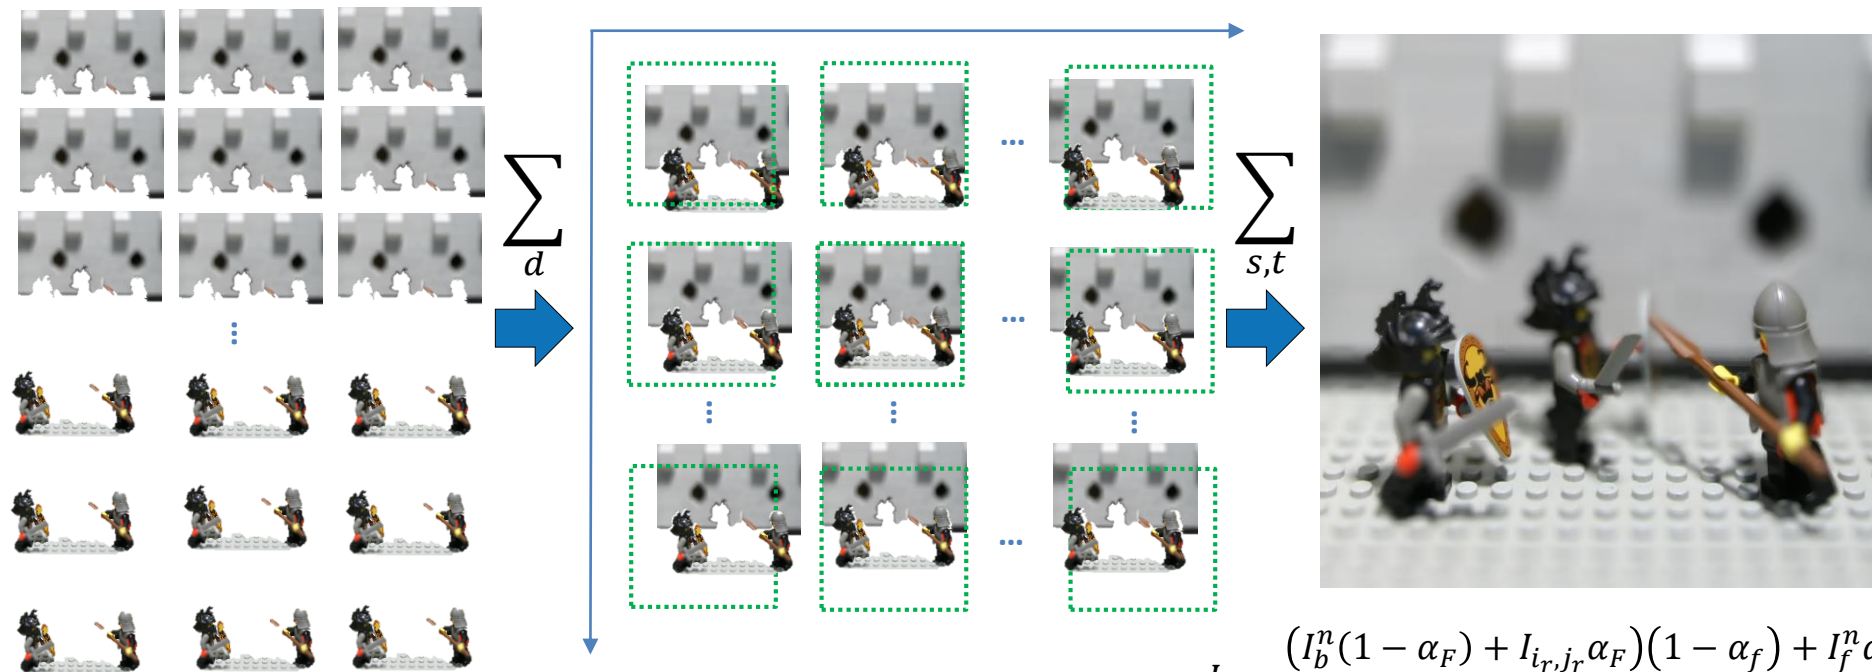 ∑
d
∑
s,t
(I_b^n(1 − α_F) + I_{i_r,j_r} α_F)(1 − α_f) + I_f^n